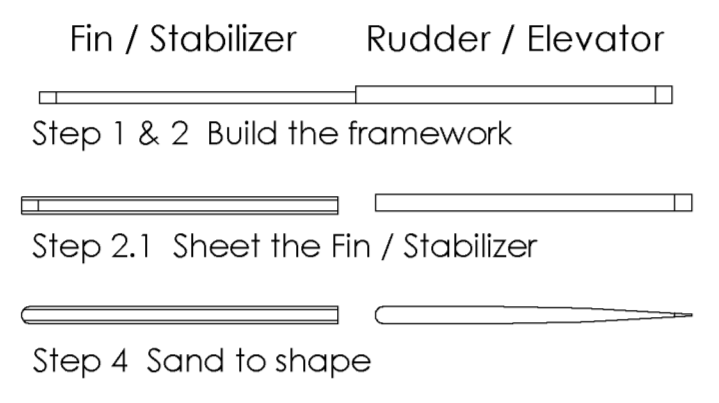 Fin / Stabilizer Rudder / Elevator
Step 1 & 2 Build the framework
Step 2.1 Sheet the Fin / Stabilizer
Step 4 Sand to shape